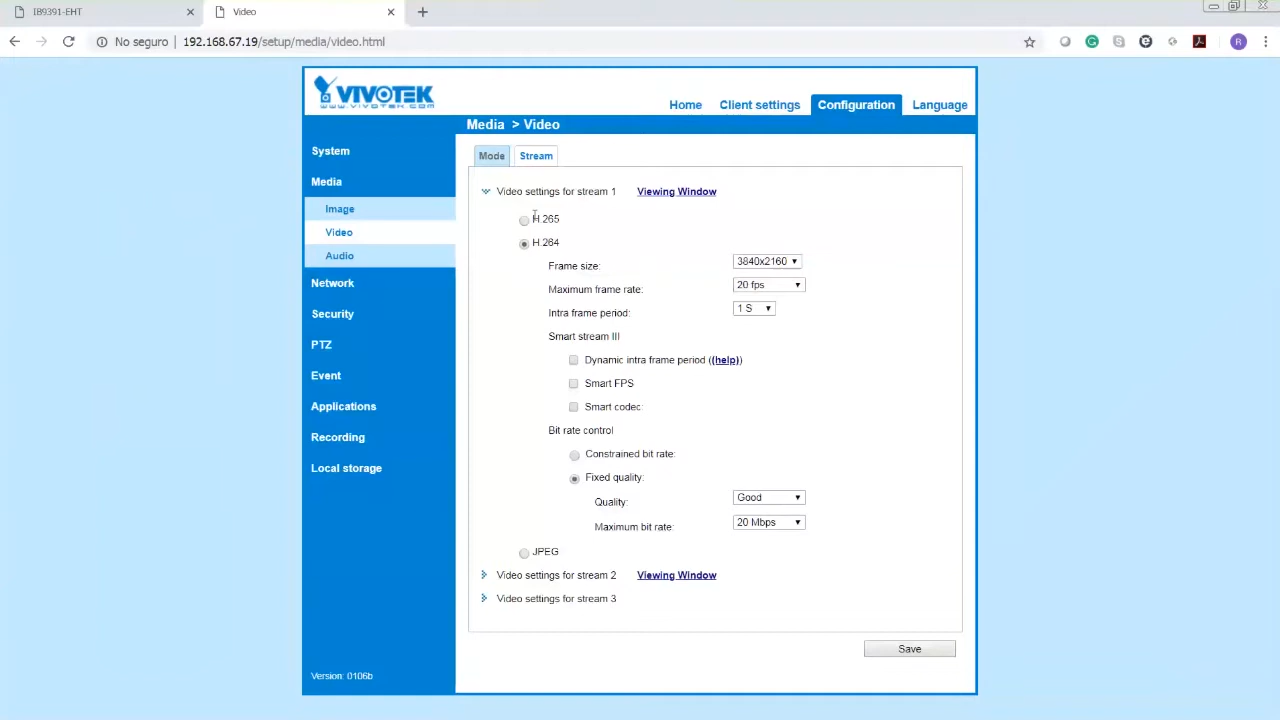 IB9391-EHT
Video
No seguro
192.168.67.19/setup/media/video.html
R
VIVOTEK
WWW.VIVOTEK.COM
Home
Client settings
Configuration
Language
Media > Video
System
Media
Image
Video
Audio
Network
Security
PTZ
Event
Applications
Recording
Local storage
Version: 0106b
Mode
Stream
Video settings for stream 1 Viewing Window
H.265
H.264
Frame size: 3840x2160
Maximum frame rate: 20 fps
Intra frame period: 1 S
Smart stream III
Dynamic intra frame period ((help))
Smart FPS
Smart codec:
Bit rate control
Constrained bit rate:
Fixed quality:
Quality: Good
Maximum bit rate: 20 Mbps
JPEG
Video settings for stream 2 Viewing Window
Video settings for stream 3
Save